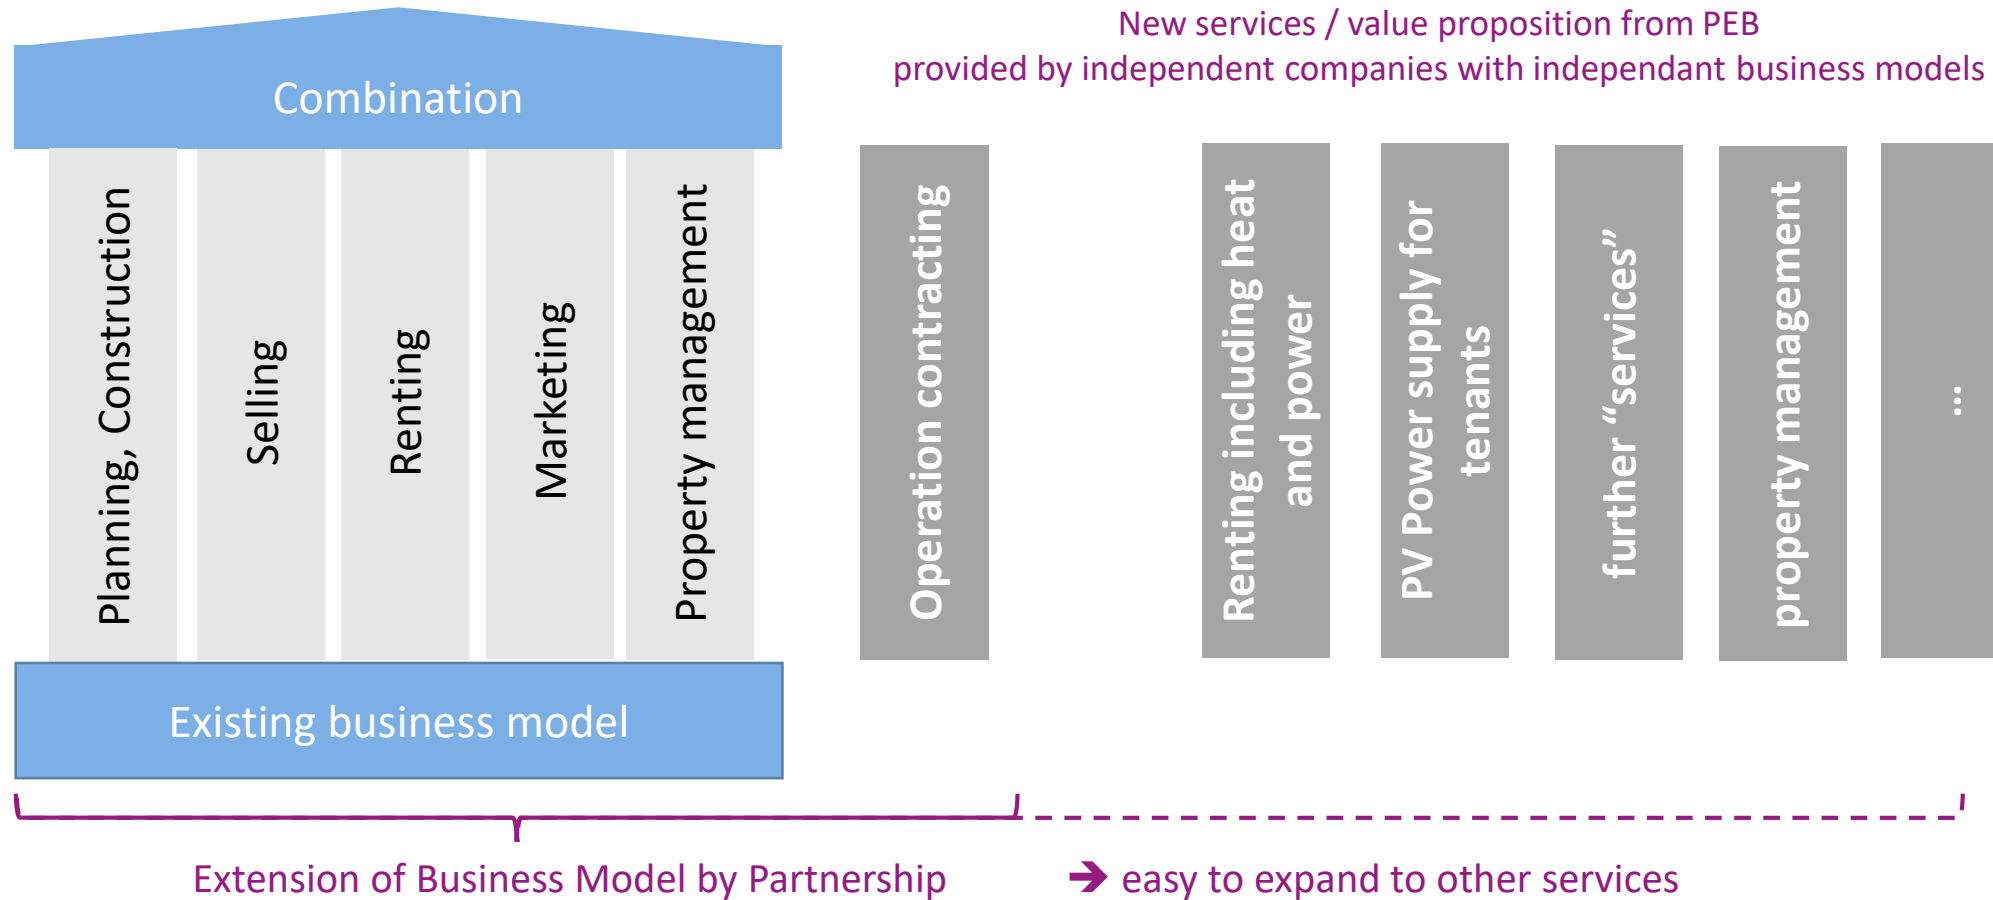 New services / value proposition from PEB
provided by independent companies with independant business models
Combination
Planning, Construction
Selling
Renting
Marketing
Property management
Operation contracting
Renting including heat
and power
PV Power supply for
tenants
further “services”
property management
...
Existing business model
Extension of Business Model by Partnership
➔ easy to expand to other services